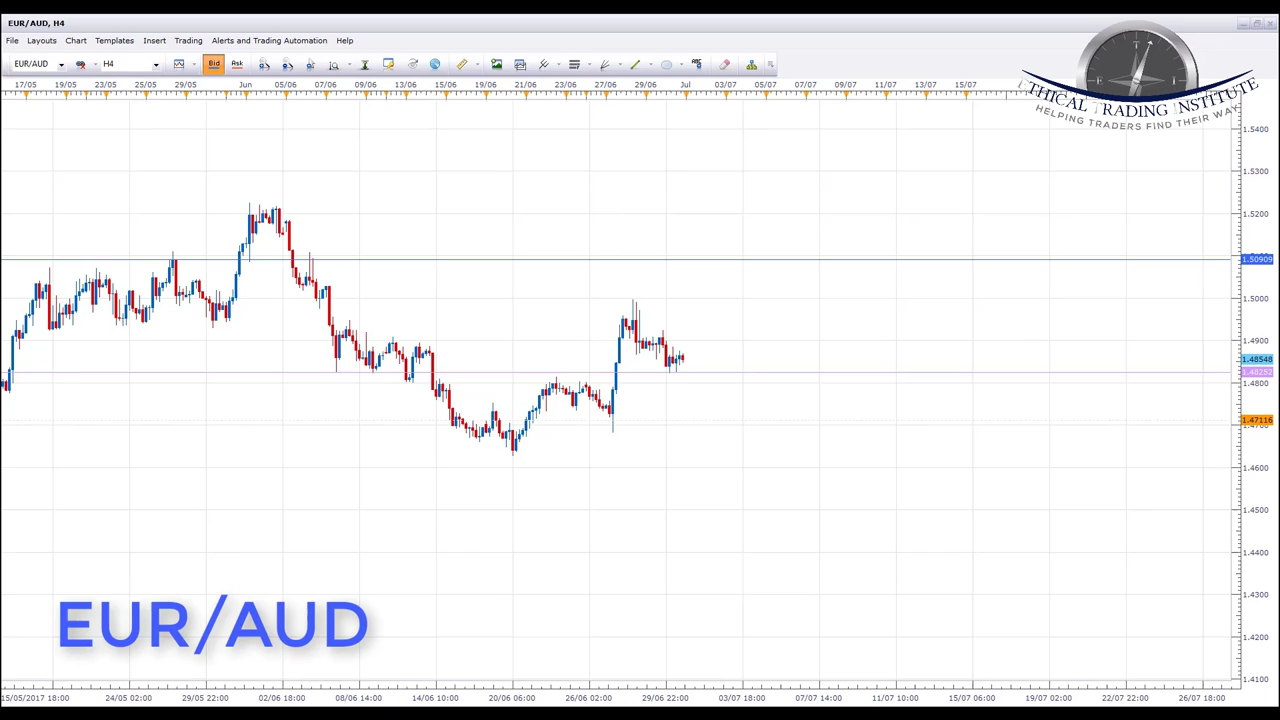 EUR/AUD, H4
File Layouts Chart Templates Insert Trading Alerts and Trading Automation Help
EUR/AUD H4 Bid Ask ABC
17/05 19/05 23/05 25/05 29/05 Jun 05/06 07/06 09/06 13/06 15/06 19/06 21/06 23/06 27/06 29/06 Jul 03/07 05/07 07/07 09/07 11/07 13/07 15/07
THICAL TRADING INSTITUTE
HELPING TRADERS FIND THEIR WAY
1.5400
1.5300
1.5200
1.50909
1.5000
1.4900
1.48548
1.48252
1.4800
1.47116
1.4600
1.4500
1.4400
1.4300
1.4200
1.4100
EUR/AUD
15/05/2017 18:00 24/05 02:00 29/05 22:00 02/06 18:00 08/06 14:00 14/06 10:00 20/06 06:00 26/06 02:00 29/06 22:00 03/07 18:00 07/07 14:00 11/07 10:00 15/07 06:00 19/07 02:00 22/07 22:00 26/07 18:00